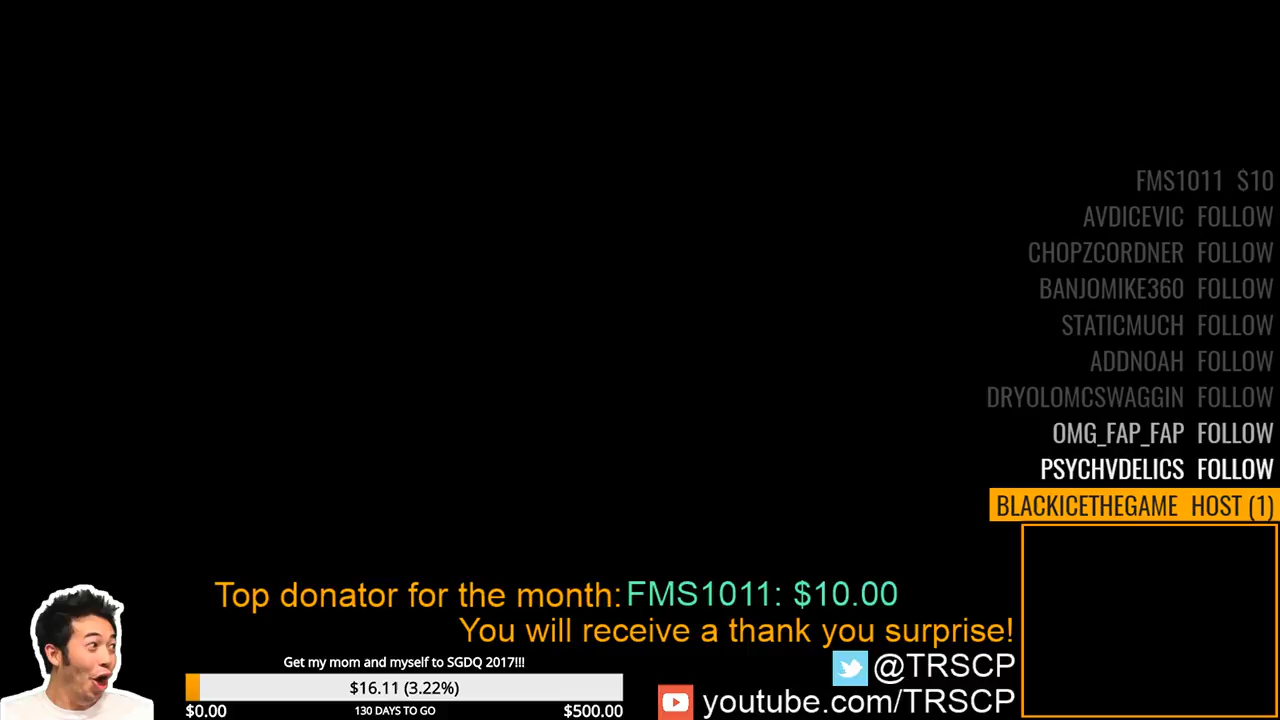 FMS1011 $10
AVDICEVIC FOLLOW
CHOPZCORDNER FOLLOW
BANJOMIKE360 FOLLOW
STATICMUCH FOLLOW
ADDNOAH FOLLOW
DRYOLOMCSWAGGIN FOLLOW
OMG_FAP_FAP FOLLOW
PSYCHVDELICS FOLLOW
BLACKICETHEGAME HOST (1)
Top donator for the month: FMS1011: $10.00
You will receive a thank you surprise!
Get my mom and myself to SGDQ 2017!!!
$16.11 (3.22%)
$0.00 130 DAYS TO GO $500.00
@TRSCP
youtube.com/TRSCP